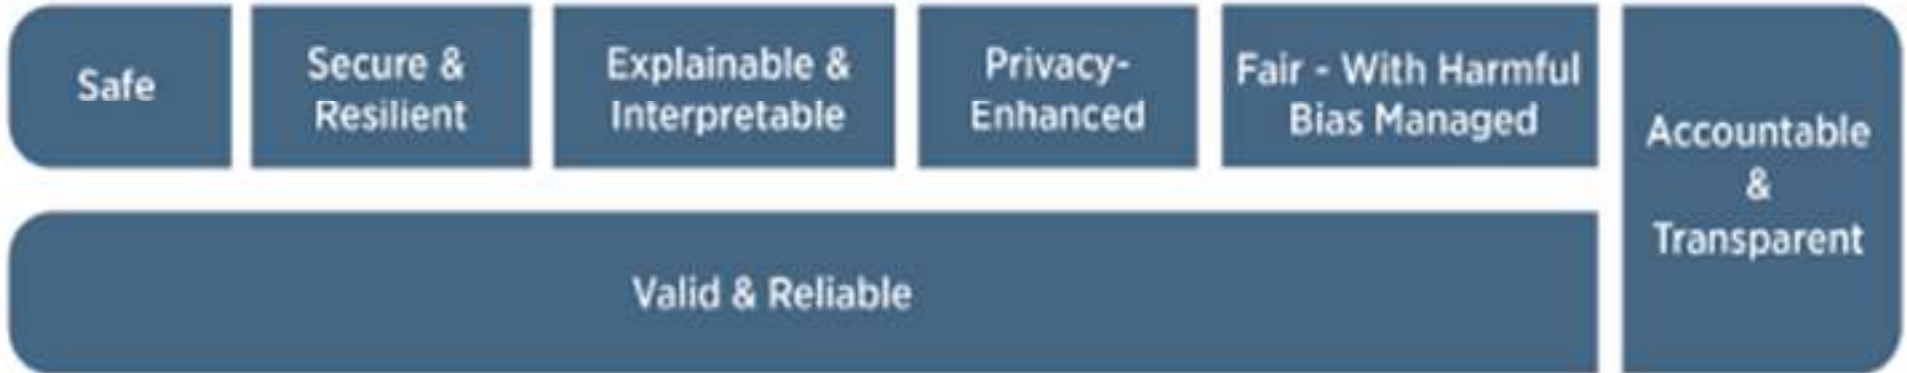 Safe
Secure &
Resilient
Explainable &
Interpretable
Privacy-
Enhanced
Fair - With Harmful
Bias Managed
Accountable
&
Transparent
Valid & Reliable